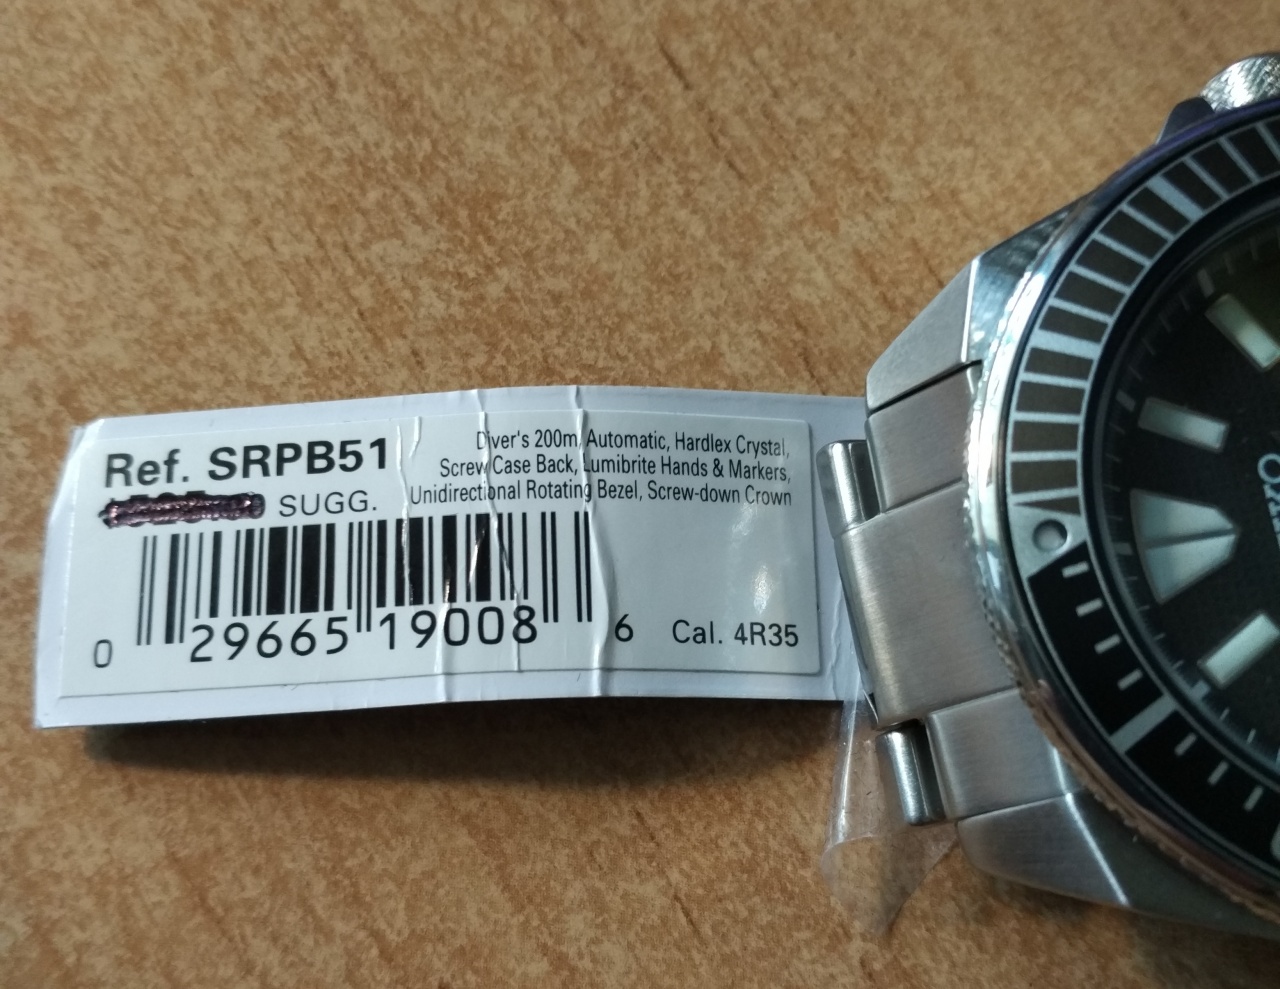 Ref. SRPB51
SUGG.
Diver's 200m, Automatic, Hardlex Crystal,
Screw Case Back, Lumibrite Hands & Markers,
Unidirectional Rotating Bezel, Screw-down Crown
0 29665 19008 6
Cal. 4R35